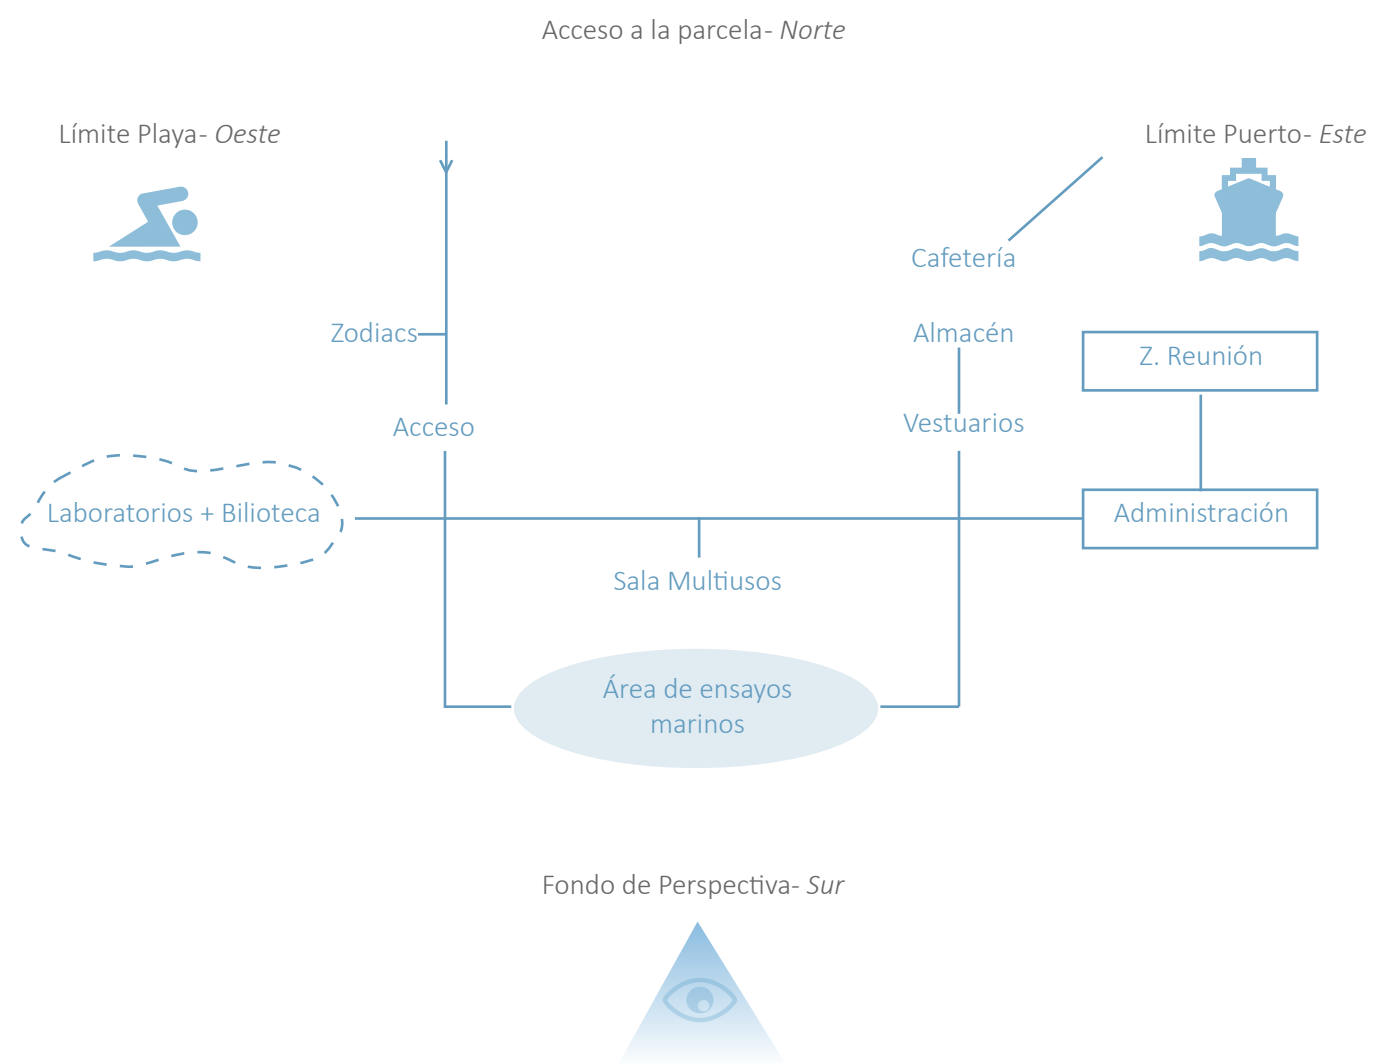 Acceso a la parcela- Norte
Límite Playa- Oeste
Límite Puerto- Este
Cafetería
Zodiacs
Almacén
Z. Reunión
Acceso
Vestuarios
Laboratorios + Bilioteca
Administración
Sala Multiusos
Área de ensayos
marinos
Fondo de Perspectiva- Sur